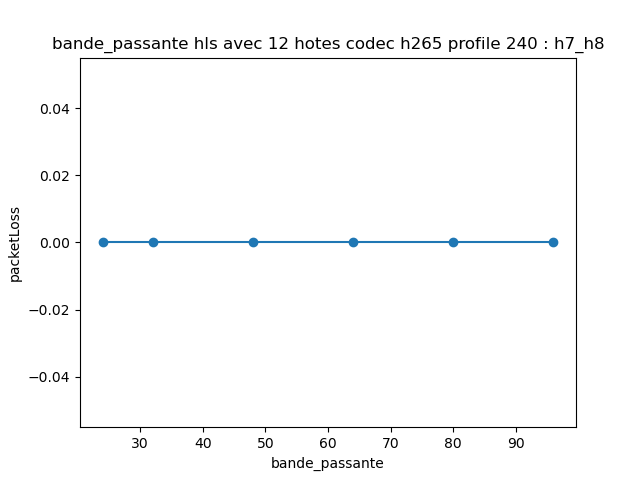 bande_passante hls avec 12 hotes codec h265 profile 240 : h7_h8
0.04
0.02
0.00
−0.02
−0.04
packetLoss
30 40 50 60 70 80 90
bande_passante